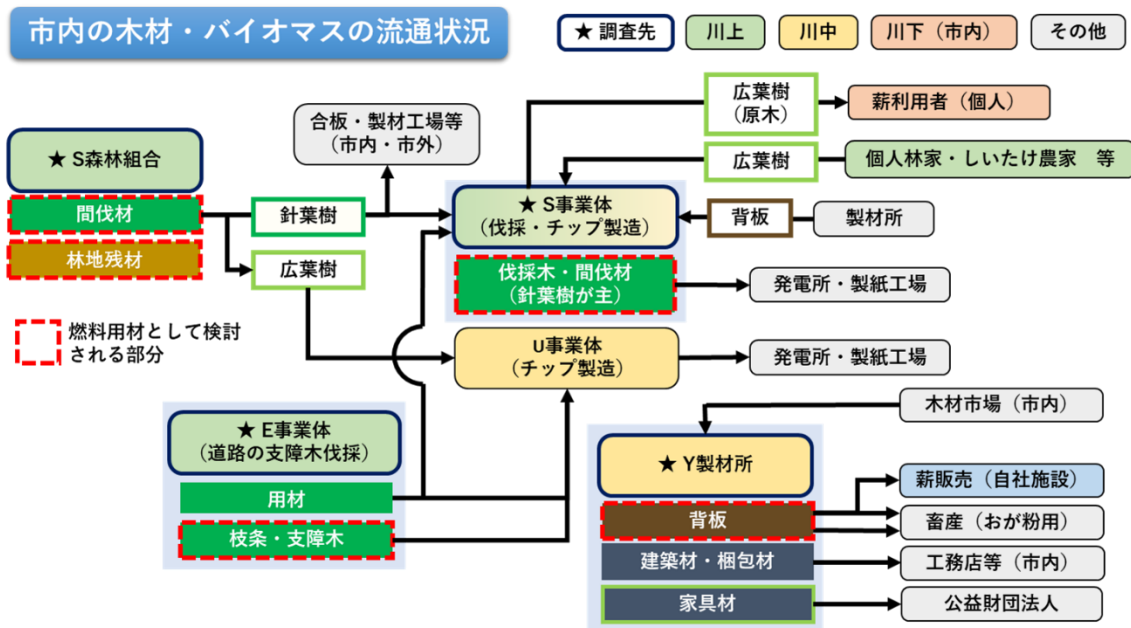 市内の木材・バイオマスの流通状況
★ 調査先
川上
川中
川下（市内）
その他
★ S森林組合
間伐材
林地残材
燃料用材として検討
される部分
合板・製材工場等
（市内・市外）
針葉樹
広葉樹
広葉樹
（原木）
薪利用者（個人）
広葉樹
個人林家・しいたけ農家　等
★ S事業体
（伐採・チップ製造）
背板
製材所
伐採木・間伐材
（針葉樹が主）
発電所・製紙工場
U事業体
（チップ製造）
発電所・製紙工場
★ E事業体
（道路の支障木伐採）
用材
枝条・支障木
木材市場（市内）
★ Y製材所
背板
薪販売（自社施設）
畜産（おが粉用）
建築材・梱包材
工務店等（市内）
家具材
公益財団法人